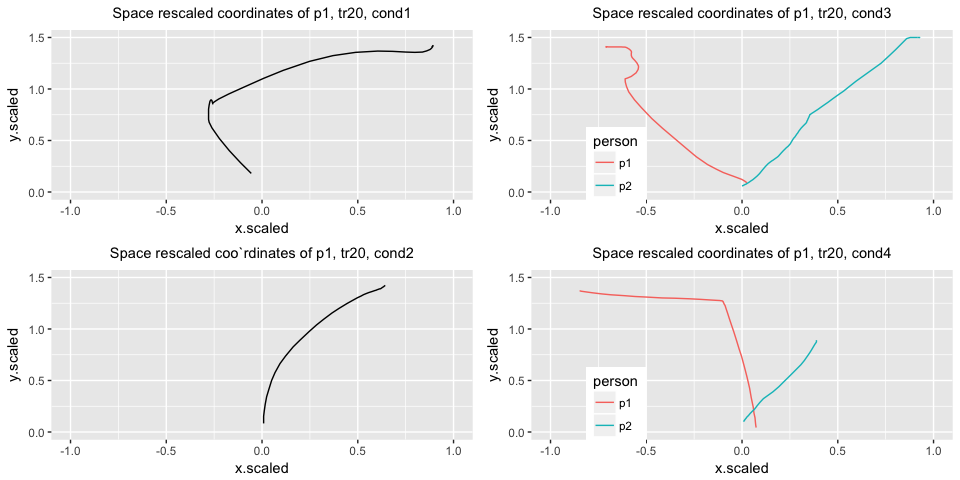 Space rescaled coordinates of p1, tr20, cond1
1.5
1.0
0.5
0.0
y.scaled
-1.0 -0.5 0.0 0.5 1.0
x.scaled
Space rescaled coordinates of p1, tr20, cond3
1.5
1.0
0.5
0.0
y.scaled
person
p1
p2
-1.0 -0.5 0.0 0.5 1.0
x.scaled
Space rescaled coo`rdinates of p1, tr20, cond2
1.5
1.0
0.5
0.0
y.scaled
-1.0 -0.5 0.0 0.5 1.0
x.scaled
Space rescaled coordinates of p1, tr20, cond4
1.5
1.0
0.5
0.0
y.scaled
person
p1
p2
-1.0 -0.5 0.0 0.5 1.0
x.scaled